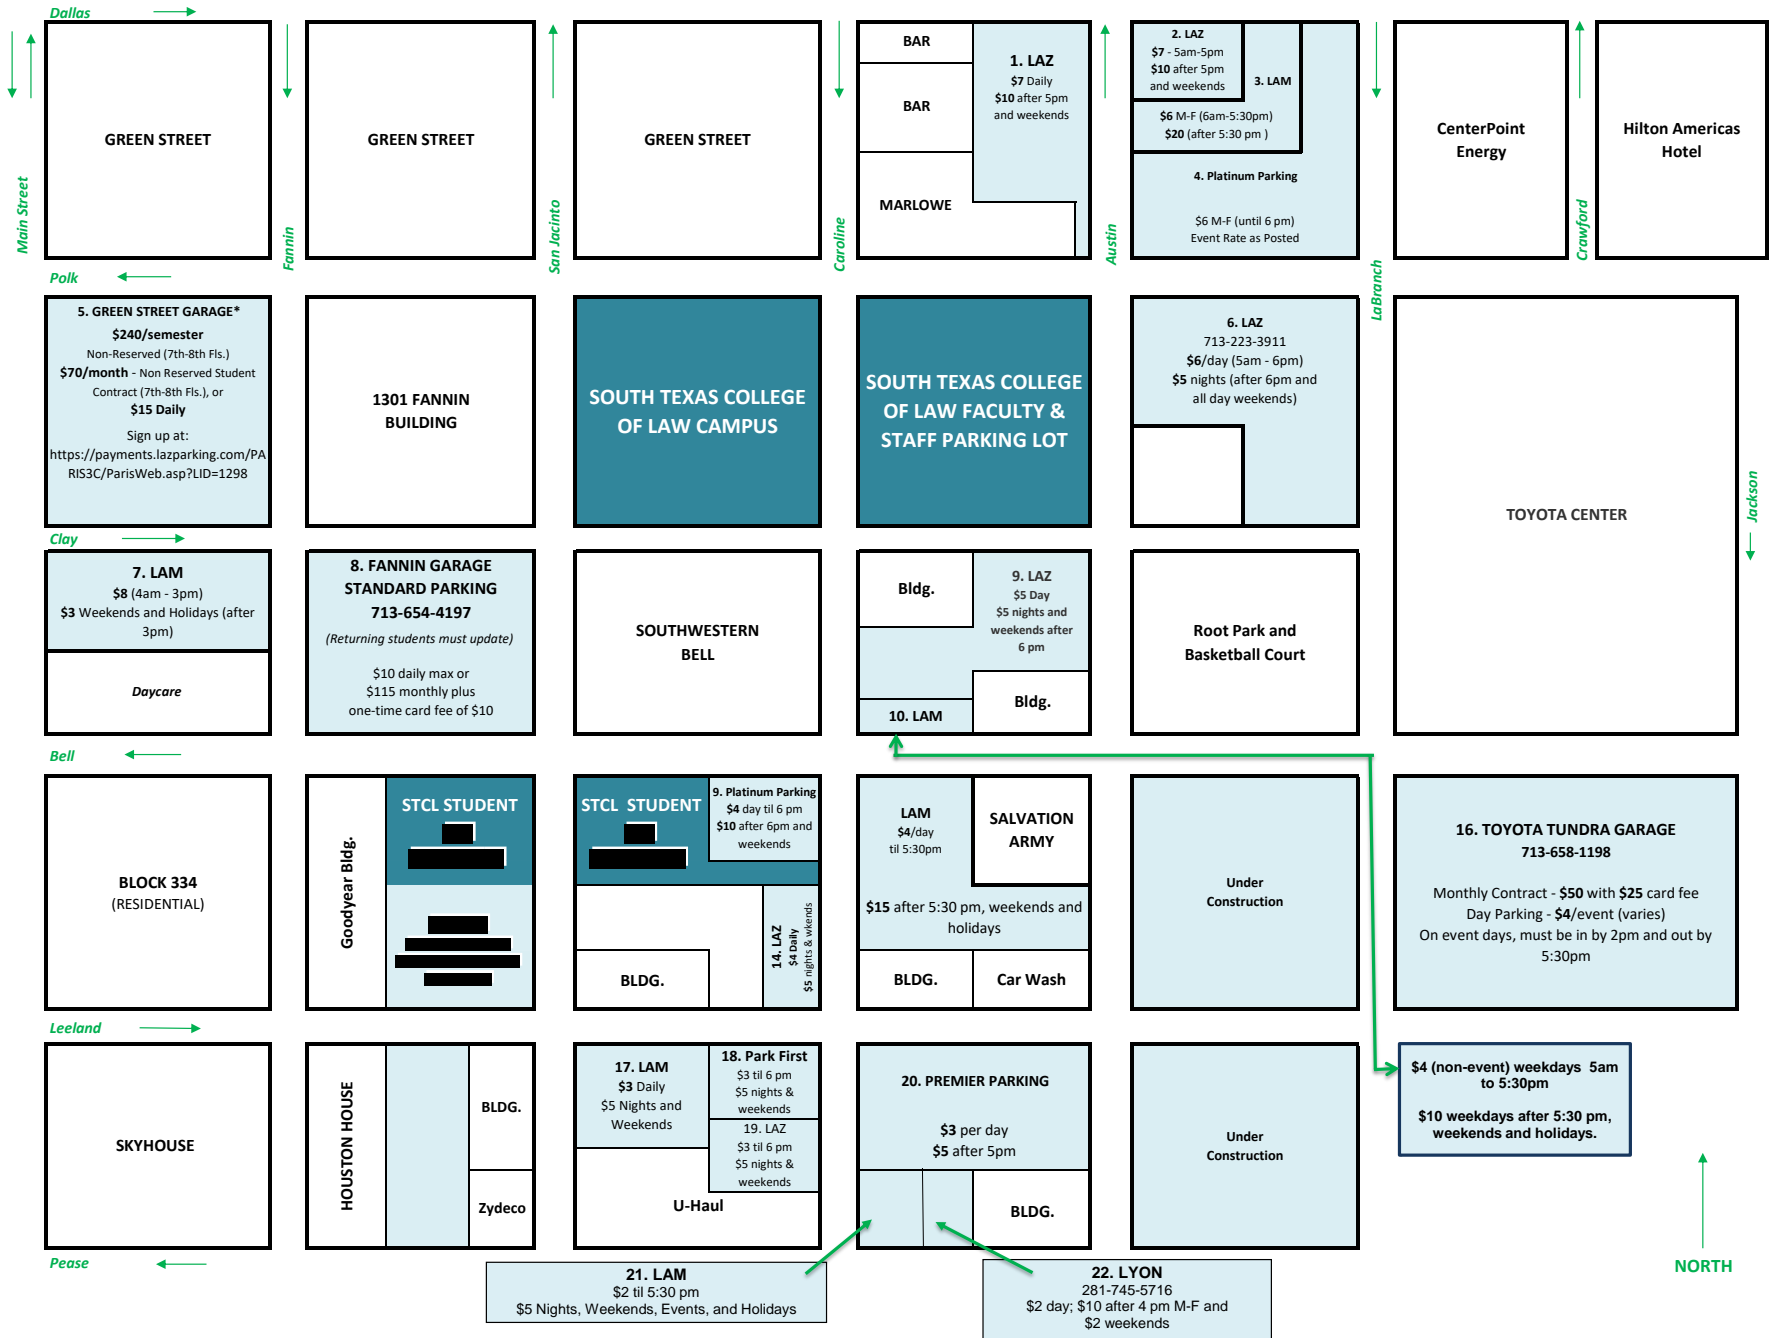 Dallas
Main Street
Fannin
San Jacinto
Caroline
Austin
LaBranch
Crawford
GREEN STREET
GREEN STREET
GREEN STREET
BAR
BAR
MARLOWE
1. LAZ
$7 Daily
$10 after 5pm
and weekends
2. LAZ
$7 - 5am-5pm
$10 after 5pm
and weekends
3. LAM
$6 M-F (6am-5:30pm)
$20 (after 5:30 pm )
4. Platinum Parking
$6 M-F (until 6 pm)
Event Rate as Posted
CenterPoint
Energy
Hilton Americas
Hotel
Polk
5. GREEN STREET GARAGE*
$240/semester
Non-Reserved (7th-8th Fls.)
$70/month - Non Reserved Student
Contract (7th-8th Fls.), or
$15 Daily
Sign up at:
https://payments.lazparking.com/PA
RIS3C/ParisWeb.asp?LID=1298
1301 FANNIN
BUILDING
SOUTH TEXAS COLLEGE
OF LAW CAMPUS
SOUTH TEXAS COLLEGE
OF LAW FACULTY &
STAFF PARKING LOT
6. LAZ
713-223-3911
$6/day (5am - 6pm)
$5 nights (after 6pm and
all day weekends)
TOYOTA CENTER
Jackson
Clay
7. LAM
$8 (4am - 3pm)
$3 Weekends and Holidays (after
3pm)
Daycare
8. FANNIN GARAGE
STANDARD PARKING
713-654-4197
(Returning students must update)
$10 daily max or
$115 monthly plus
one-time card fee of $10
SOUTHWESTERN
BELL
Bldg.
9. LAZ
$5 Day
$5 nights and
weekends after
6 pm
10. LAM
Bldg.
Root Park and
Basketball Court
Bell
BLOCK 334
(RESIDENTIAL)
Goodyear Bldg.
STCL STUDENT
STCL STUDENT
9. Platinum Parking
$4 day til 6 pm
$10 after 6pm and
weekends
14. LAZ
$4 Daily
$5 nights & wkends
BLDG.
LAM
$4/day
til 5:30pm
$15 after 5:30 pm, weekends and
holidays
SALVATION
ARMY
BLDG.
Car Wash
Under
Construction
16. TOYOTA TUNDRA GARAGE
713-658-1198
Monthly Contract - $50 with $25 card fee
Day Parking - $4/event (varies)
On event days, must be in by 2pm and out by
5:30pm
Leeland
SKYHOUSE
HOUSTON HOUSE
BLDG.
Zydeco
17. LAM
$3 Daily
$5 Nights and
Weekends
18. Park First
$3 til 6 pm
$5 nights &
weekends
19. LAZ
$3 til 6 pm
$5 nights &
weekends
U-Haul
20. PREMIER PARKING
$3 per day
$5 after 5pm
BLDG.
Under
Construction
$4 (non-event) weekdays 5am
to 5:30pm
$10 weekdays after 5:30 pm,
weekends and holidays.
Pease
21. LAM
$2 til 5:30 pm
$5 Nights, Weekends, Events, and Holidays
22. LYON
281-745-5716
$2 day; $10 after 4 pm M-F and
$2 weekends
NORTH